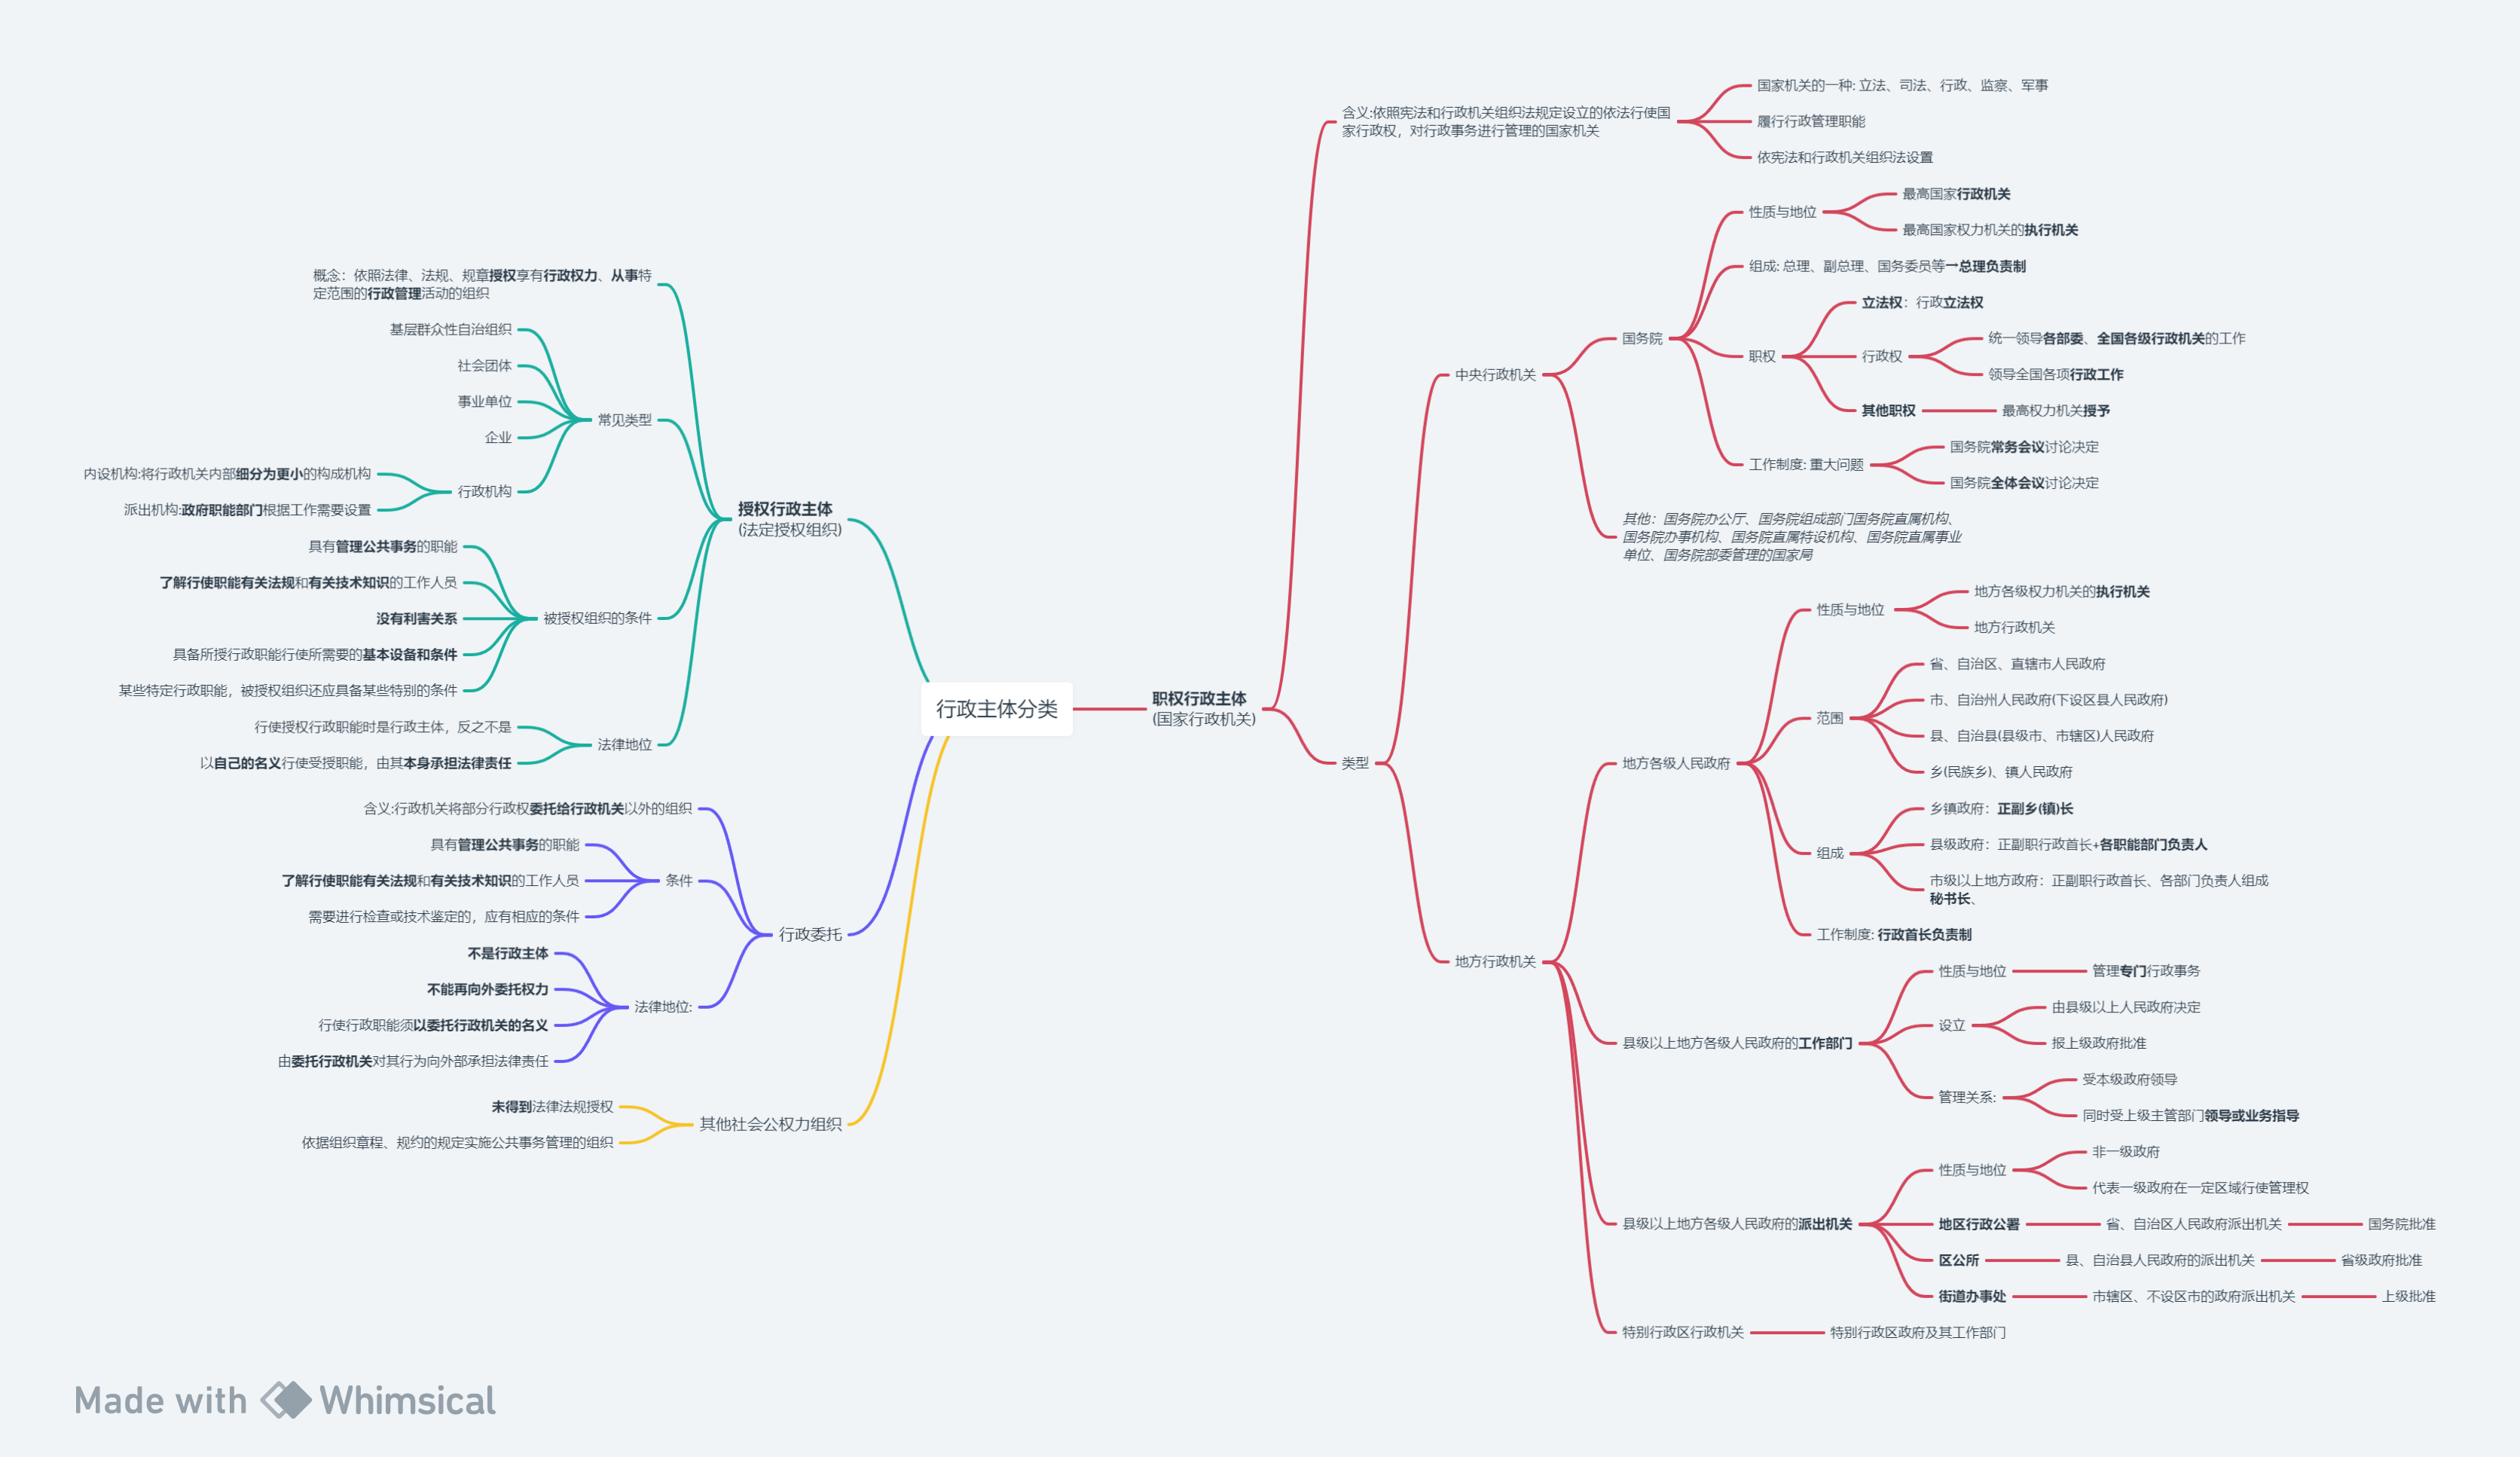 行政主体分类
职权行政主体
(国家行政机关)
含义:依照宪法和行政机关组织法规定设立的依法行使国
家行政权，对行政事务进行管理的国家机关
国家机关的一种: 立法、司法、行政、监察、军事
履行行政管理职能
依宪法和行政机关组织法设置
类型
中央行政机关
国务院
性质与地位
最高国家行政机关
最高国家权力机关的执行机关
组成: 总理、副总理、国务委员等→总理负责制
职权
立法权：行政立法权
行政权
统一领导各部委、全国各级行政机关的工作
领导全国各项行政工作
其他职权
最高权力机关授予
工作制度: 重大问题
国务院常务会议讨论决定
国务院全体会议讨论决定
其他：国务院办公厅、国务院组成部门国务院直属机构、
国务院办事机构、国务院直属特设机构、国务院直属事业
单位、国务院部委管理的国家局
地方行政机关
地方各级人民政府
性质与地位
地方各级权力机关的执行机关
地方行政机关
范围
省、自治区、直辖市人民政府
市、自治州人民政府(下设区县人民政府)
县、自治县(县级市、市辖区)人民政府
乡(民族乡)、镇人民政府
组成
乡镇政府：正副乡(镇)长
县级政府：正副职行政首长+各职能部门负责人
市级以上地方政府：正副职行政首长、各部门负责人组成
秘书长、
工作制度: 行政首长负责制
县级以上地方各级人民政府的工作部门
性质与地位
管理专门行政事务
设立
由县级以上人民政府决定
报上级政府批准
管理关系:
受本级政府领导
同时受上级主管部门领导或业务指导
县级以上地方各级人民政府的派出机关
性质与地位
非一级政府
代表一级政府在一定区域行使管理权
地区行政公署
省、自治区人民政府派出机关
国务院批准
区公所
县、自治县人民政府的派出机关
省级政府批准
街道办事处
市辖区、不设区市的政府派出机关
上级批准
特别行政区行政机关
特别行政区政府及其工作部门
授权行政主体
(法定授权组织)
概念：依照法律、法规、规章授权享有行政权力、从事特
定范围的行政管理活动的组织
常见类型
基层群众性自治组织
社会团体
事业单位
企业
行政机构
内设机构:将行政机关内部细分为更小的构成机构
派出机构:政府职能部门根据工作需要设置
被授权组织的条件
具有管理公共事务的职能
了解行使职能有关法规和有关技术知识的工作人员
没有利害关系
具备所授行政职能行使所需要的基本设备和条件
某些特定行政职能，被授权组织还应具备某些特别的条件
法律地位
行使授权行政职能时是行政主体，反之不是
以自己的名义行使受授职能，由其本身承担法律责任
行政委托
含义:行政机关将部分行政权委托给行政机关以外的组织
条件
具有管理公共事务的职能
了解行使职能有关法规和有关技术知识的工作人员
需要进行检查或技术鉴定的，应有相应的条件
法律地位:
不是行政主体
不能再向外委托权力
行使行政职能须以委托行政机关的名义
由委托行政机关对其行为向外部承担法律责任
其他社会公权力组织
未得到法律法规授权
依据组织章程、规约的规定实施公共事务管理的组织
Made with Whimsical